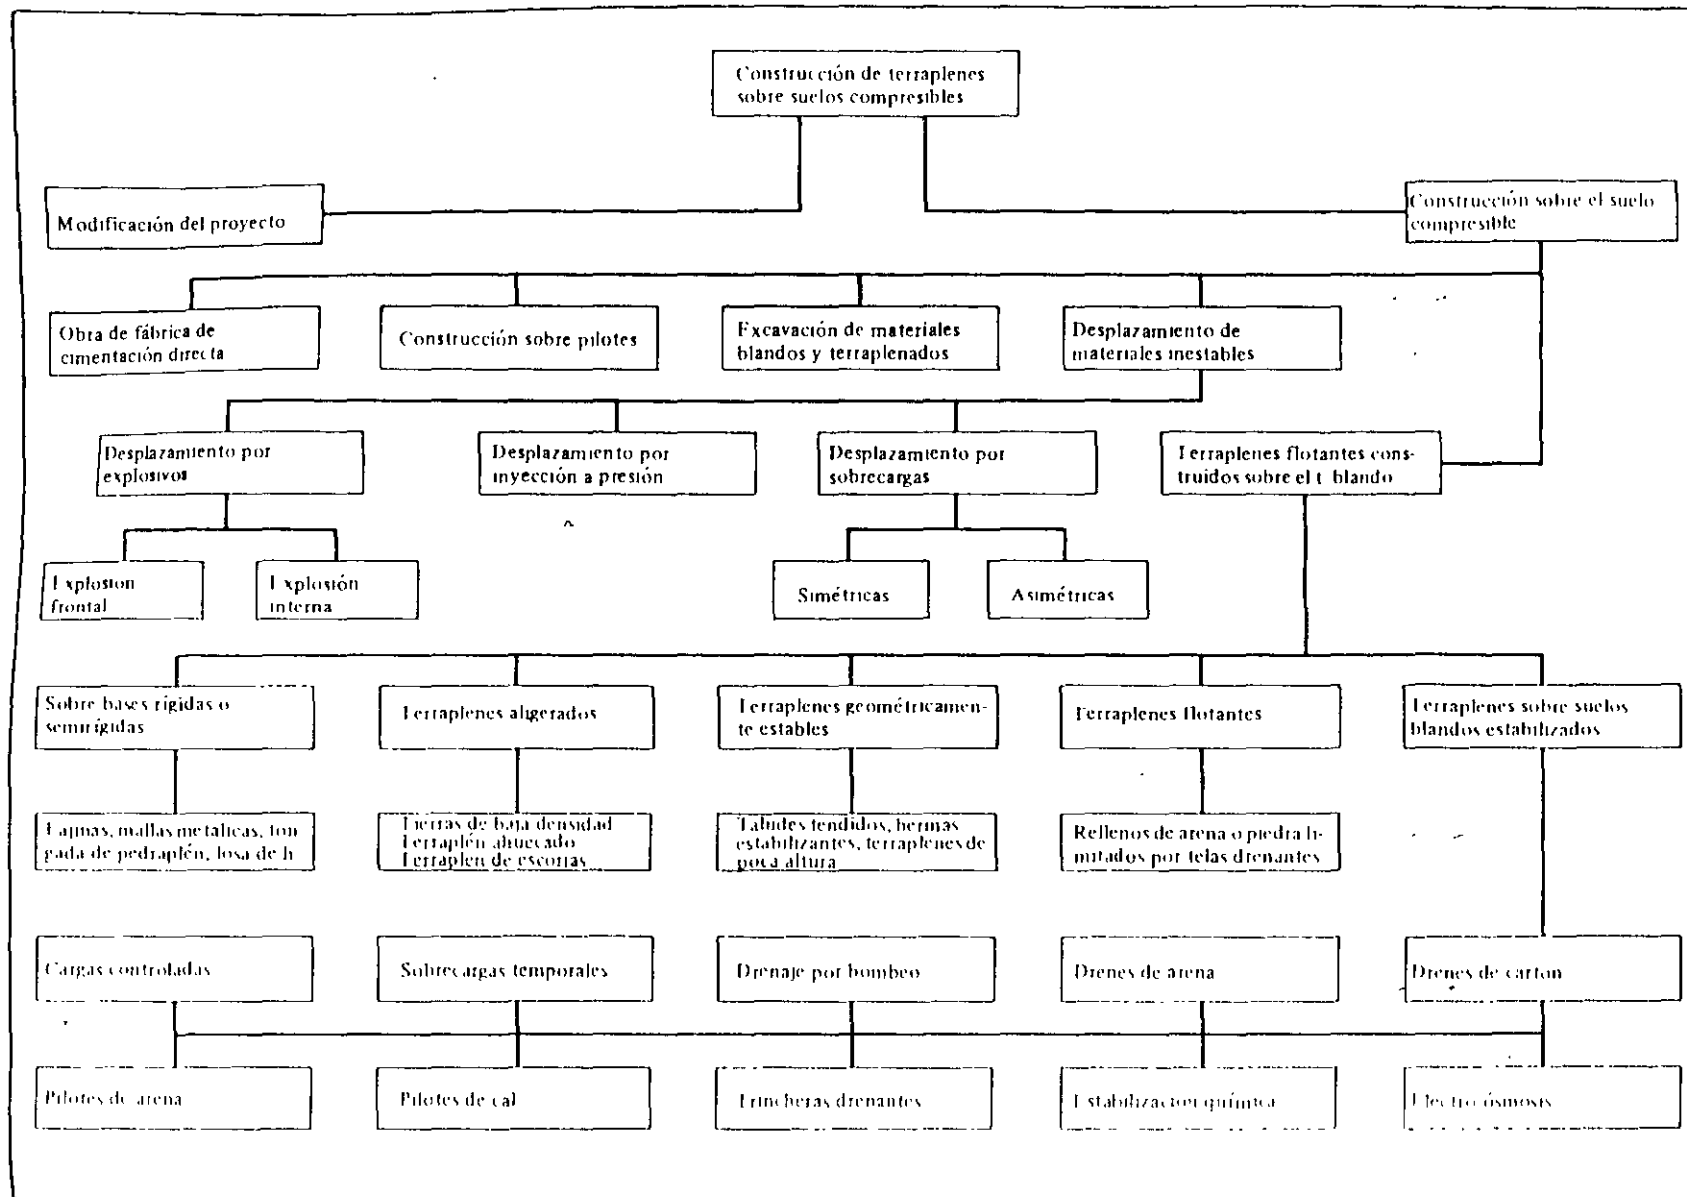 Construcción de terraplenes
sobre suelos compresibles
Modificación del proyecto
Construcción sobre el suelo
compresible
Obra de fábrica de
cimentación directa
Construcción sobre pilotes
Excavación de materiales
blandos y terraplenados
Desplazamiento de
materiales inestables
Desplazamiento por
explosivos
Desplazamiento por
inyección a presión
Desplazamiento por
sobrecargas
Terraplenes flotantes cons-
truidos sobre el t blando
Explosion
frontal
Explosión
interna
Simétricas
Asimétricas
Sobre bases rígidas o
semirígidas
Terraplenes aligerados
Terraplenes geométricamen-
te estables
Terraplenes flotantes
Terraplenes sobre suelos
blandos estabilizados
Fajinas, mallas metálicas, ton
gada de pedraplén, losa de h
Tierras de baja densidad
Terraplén ahuecado
Terraplen de escorias
Taludes tendidos, bermas
estabilizantes, terraplenes de
poca altura
Rellenos de arena o piedra li-
mitados por telas drenantes
Cargas controladas
Sobrecargas temporales
Drenaje por bombeo
Drenes de arena
Drenes de carton
Pilotes de arena
Pilotes de cal
Trincheras drenantes
Estabilización química
Electro ósmosis